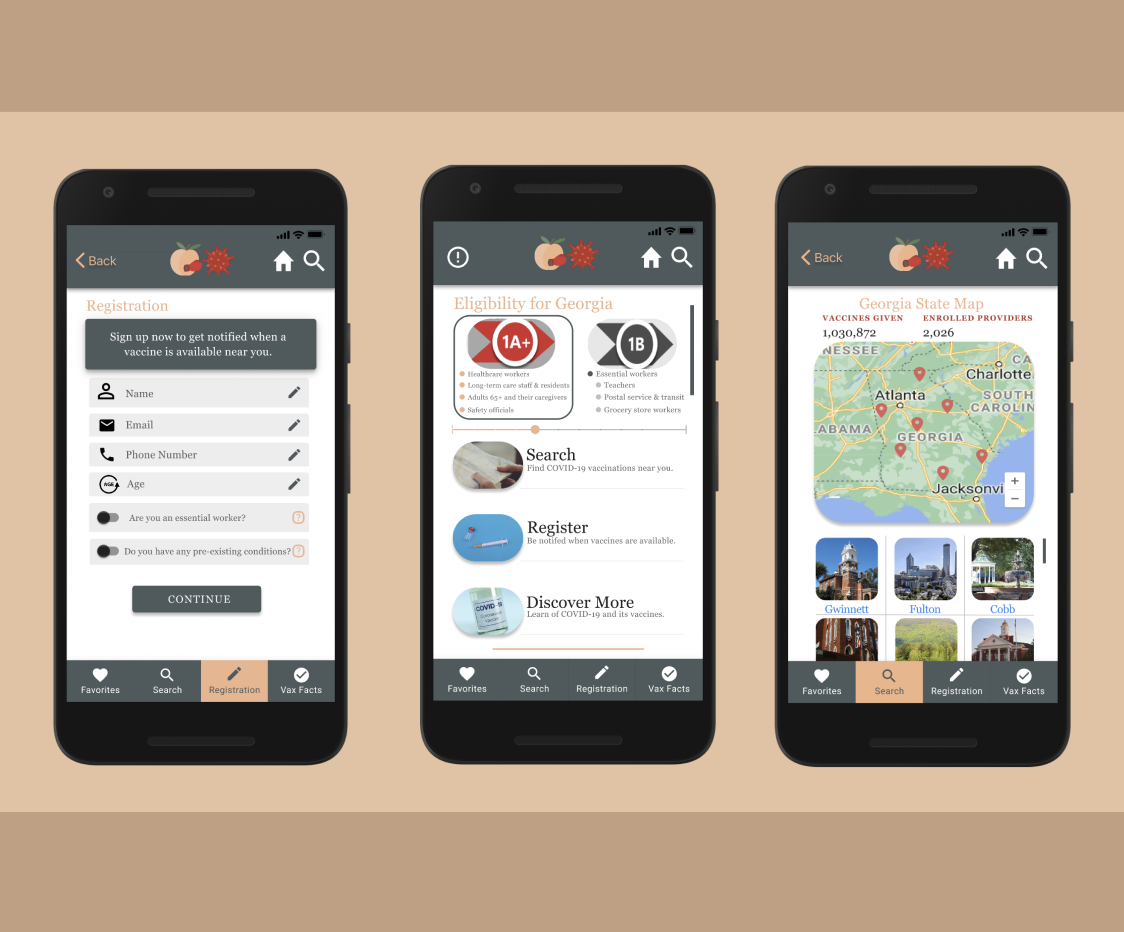 Back
Registration
Sign up now to get notified when a
vaccine is available near you.
Name
Email
Phone Number
AGE
Age
Are you an essential worker?
?
Do you have any pre-existing conditions?
?
CONTINUE
Favorites
Search
Registration
Vax Facts
Eligibility for Georgia
1A+
Healthcare workers
Long-term care staff & residents
Adults 65+ and their caregivers
Safety officials
1B
Essential workers
Teachers
Postal service & transit
Grocery store workers
Search
Find COVID-19 vaccinations near you.
Register
Be notifed when vaccines are available.
COVID-19
Coronavirus
Vaccine
Discover More
Learn of COVID-19 and its vaccines.
Favorites
Search
Registration
Vax Facts
Back
Georgia State Map
VACCINES GIVEN
1,030,872
ENROLLED PROVIDERS
2,026
NESSEE
CA
Charlotte
Atlanta
SOUTH
CAROLIN
ABAMA
GEORGIA
Jacksonvi
+
−
Gwinnett
Fulton
Cobb
Favorites
Search
Registration
Vax Facts